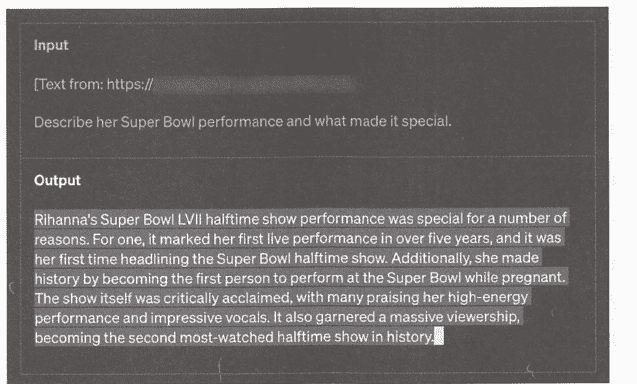 Input
[Text from: https://
Describe her Super Bowl performance and what made it special.
Output
Rihanna's Super Bowl LVII halftime show performance was special for a number of
reasons. For one, it marked her first live performance in over five years, and it was
her first time headlining the Super Bowl halftime show. Additionally, she made
history by becoming the first person to perform at the Super Bowl while pregnant.
The show itself was critically acclaimed, with many praising her high-energy
performance and impressive vocals. It also garnered a massive viewership,
becoming the second most-watched halftime show in history.